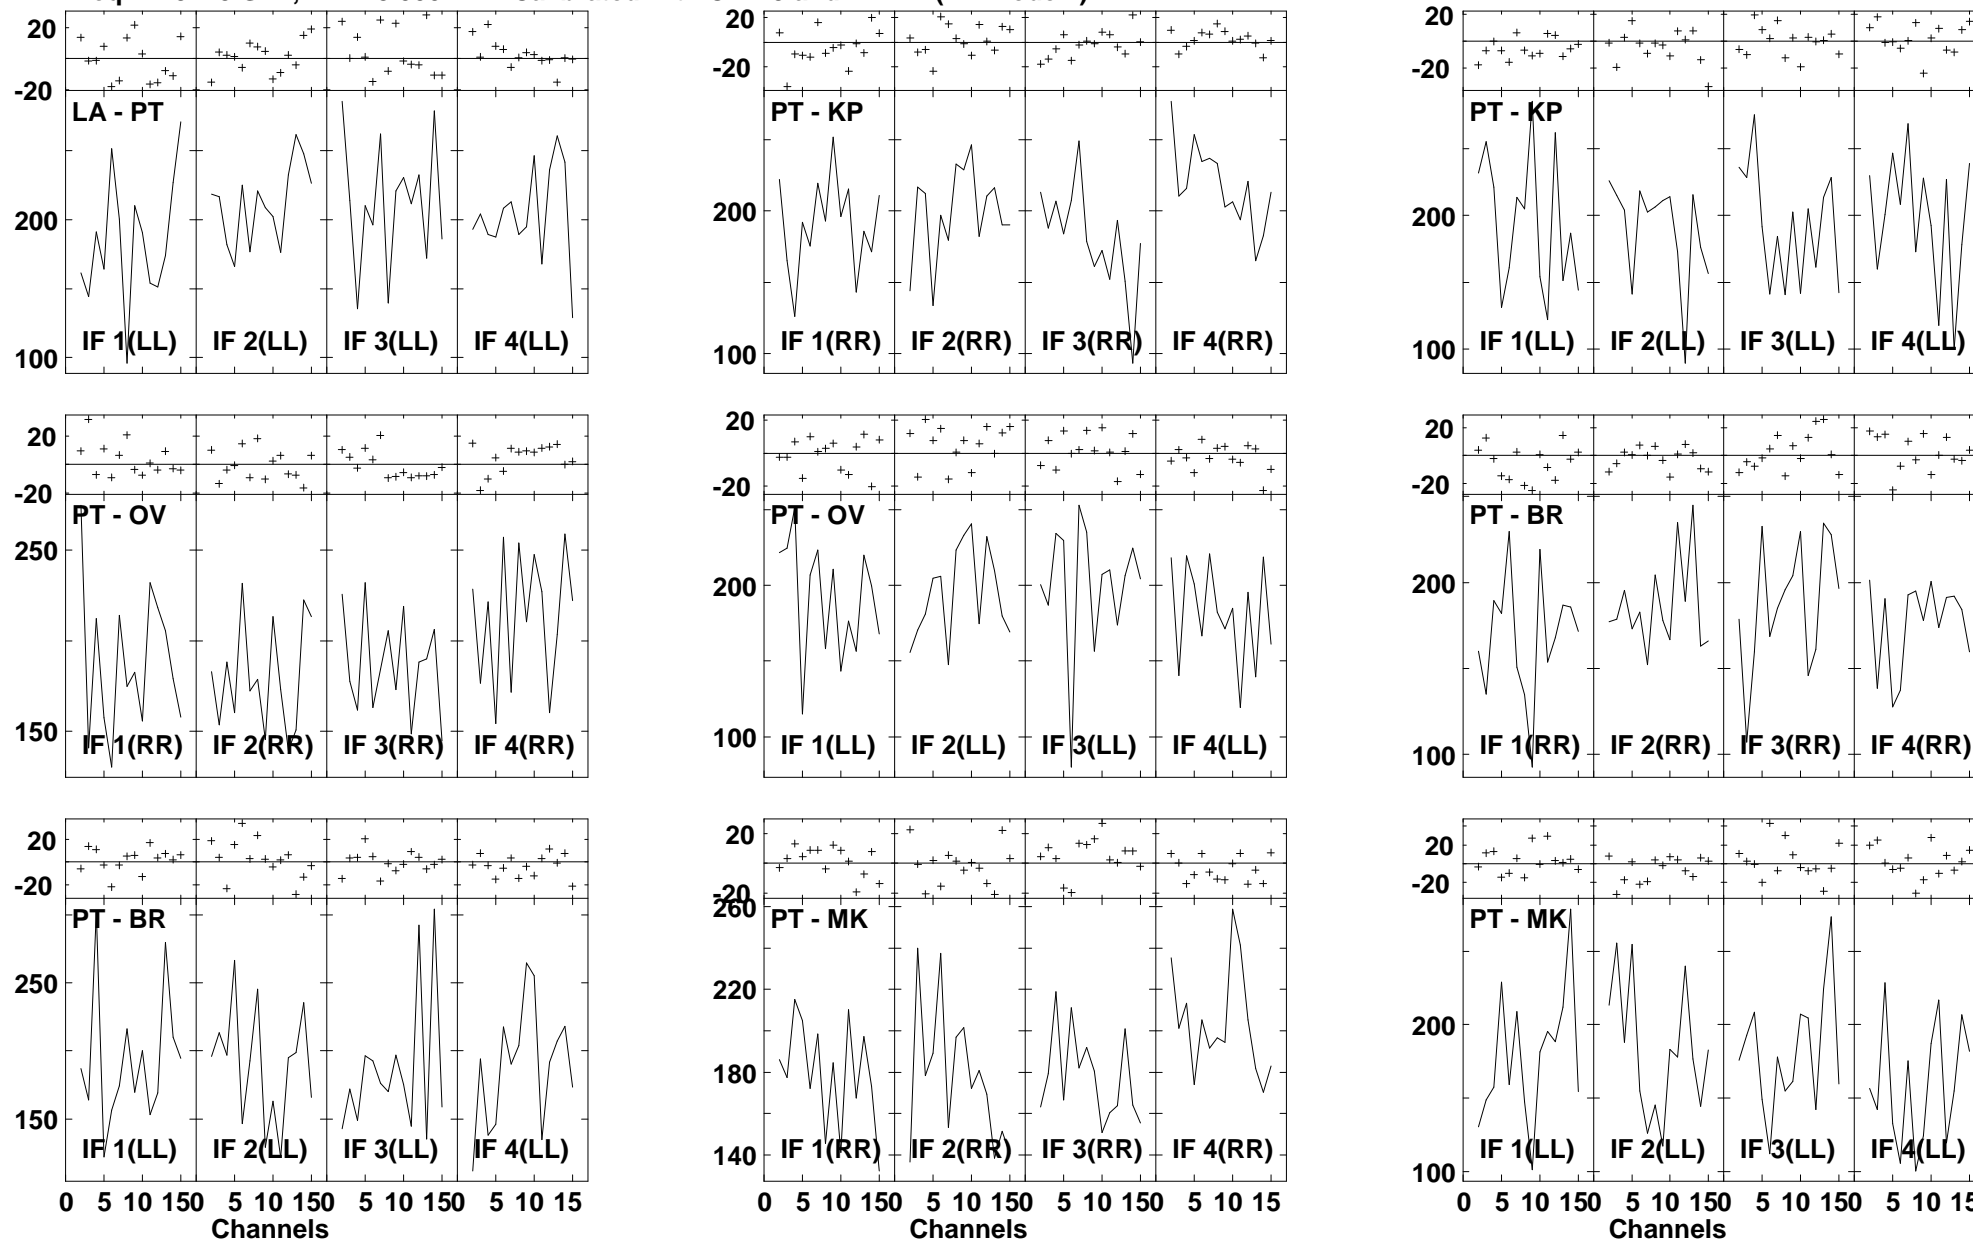 20
-20
LA - PT
200
100
IF 1(LL) IF 2(LL) IF 3(LL) IF 4(LL)
20
-20
PT - KP
200
100
IF 1(RR) IF 2(RR) IF 3(RR) IF 4(RR)
20
-20
PT - KP
200
100
IF 1(LL) IF 2(LL) IF 3(LL) IF 4(LL)
20
-20
PT - OV
250
150
IF 1(RR) IF 2(RR) IF 3(RR) IF 4(RR)
20
-20
PT - OV
200
100
IF 1(LL) IF 2(LL) IF 3(LL) IF 4(LL)
20
-20
PT - BR
200
100
IF 1(RR) IF 2(RR) IF 3(RR) IF 4(RR)
20
-20
PT - BR
250
150
IF 1(LL) IF 2(LL) IF 3(LL) IF 4(LL)
0 5 10 150 5 10 150 5 10 150 5 10 15
Channels
20
-20
PT - MK
260
220
180
140
IF 1(RR) IF 2(RR) IF 3(RR) IF 4(RR)
0 5 10 150 5 10 150 5 10 150 5 10 15
Channels
20
-20
PT - MK
200
100
IF 1(LL) IF 2(LL) IF 3(LL) IF 4(LL)
0 5 10 150 5 10 150 5 10 150 5 10 15
Channels